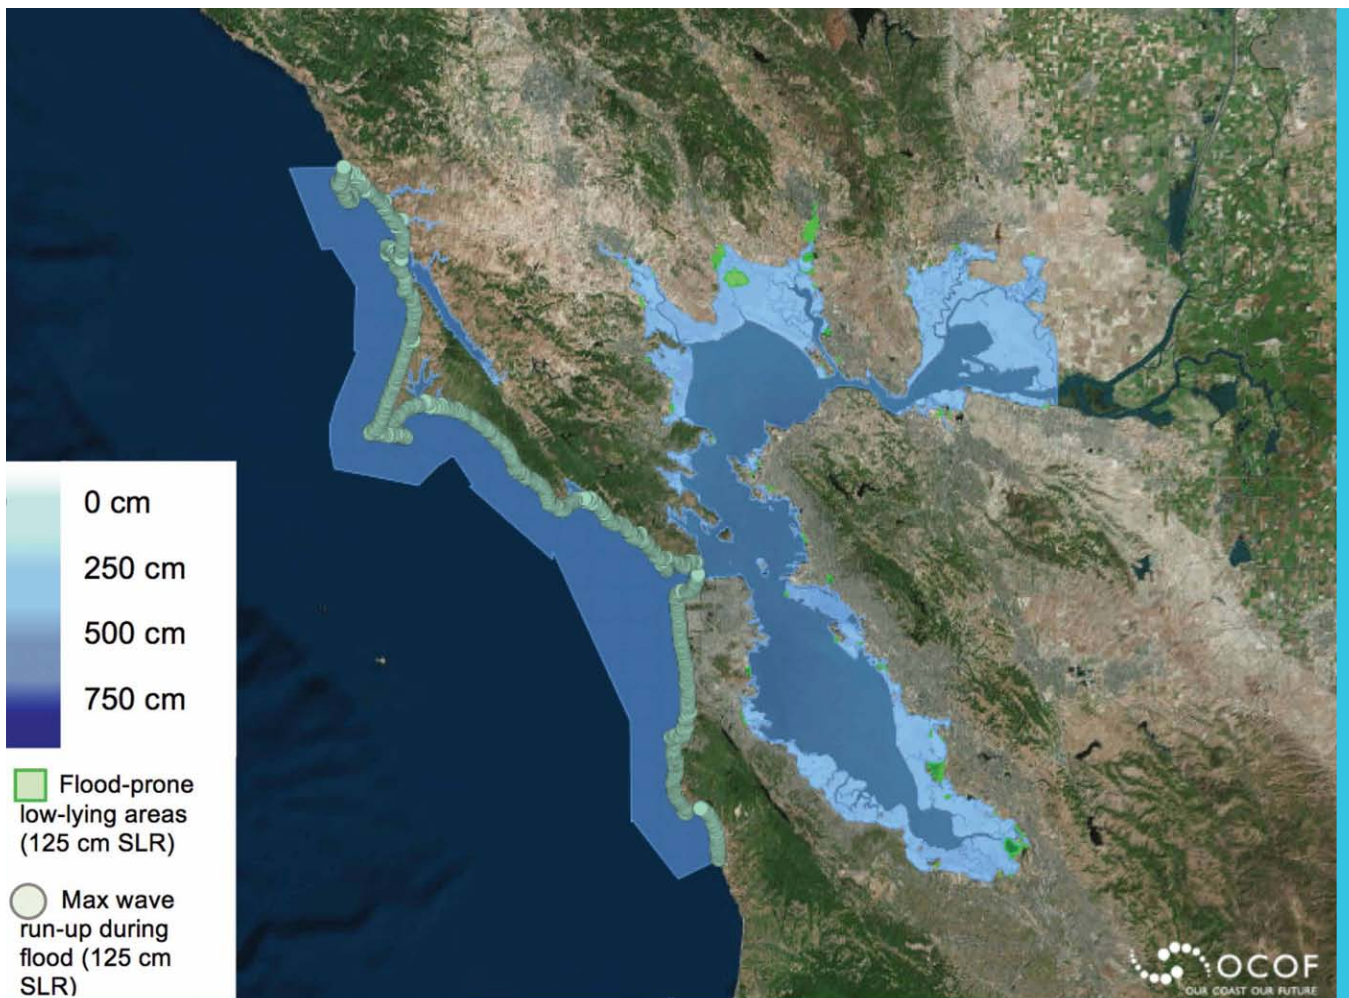 0 cm
250 cm
500 cm
750 cm
Flood-prone
low-lying areas
(125 cm SLR)
Max wave
run-up during
flood (125 cm
SLR)
OCOF
OUR COAST OUR FUTURE